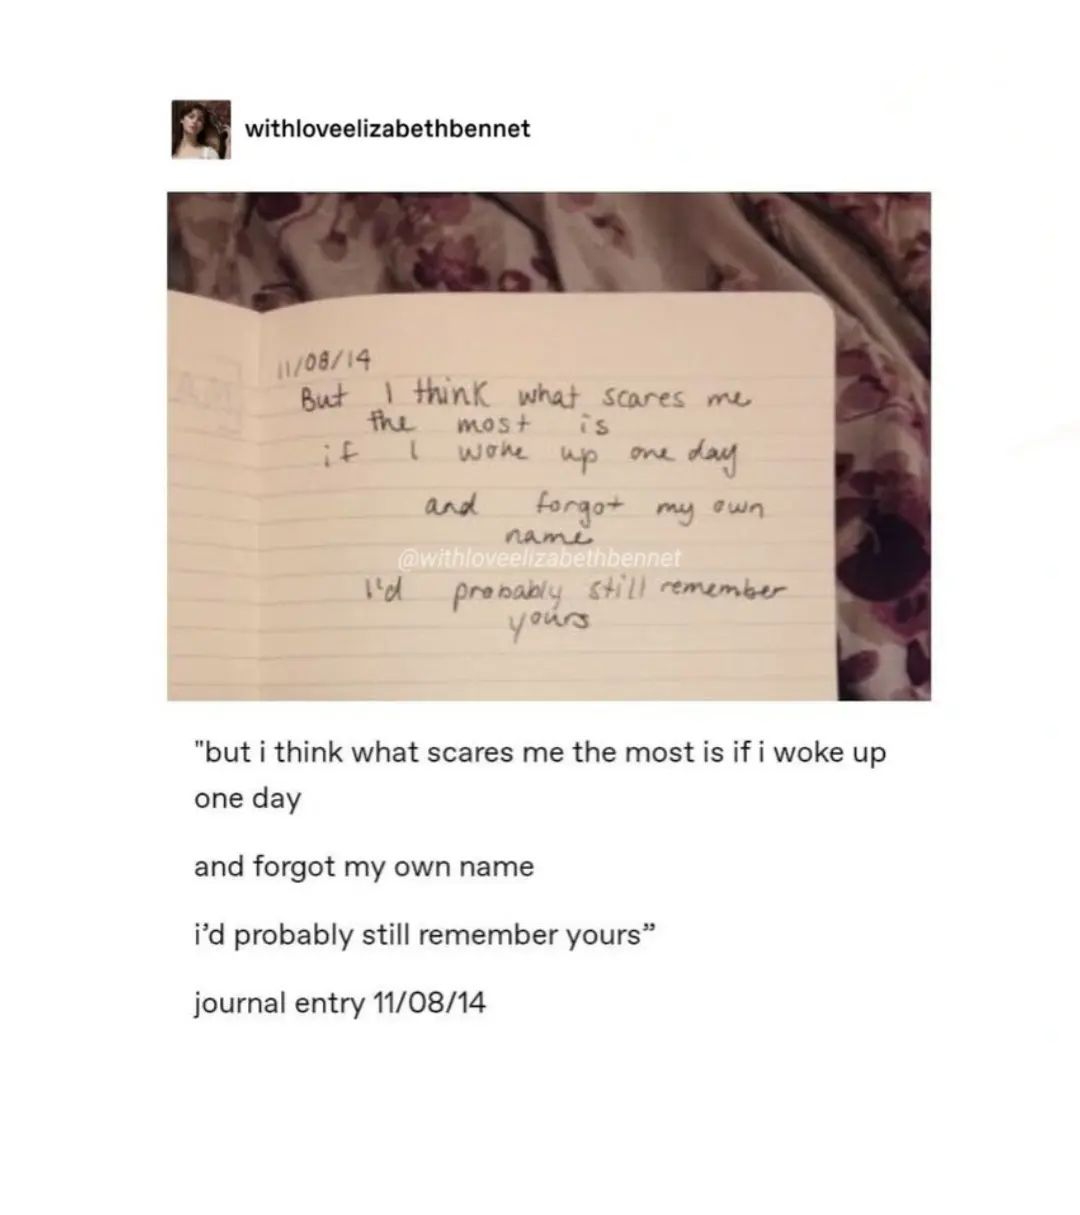 withloveelizabethbennet
11/08/14
But I think what scares me
the most is
if I woke up one day
and forgot my own
name
@withloveelizabethbennet
I'd probably still remember
yours
"but i think what scares me the most is if i woke up
one day
and forgot my own name
i’d probably still remember yours”
journal entry 11/08/14